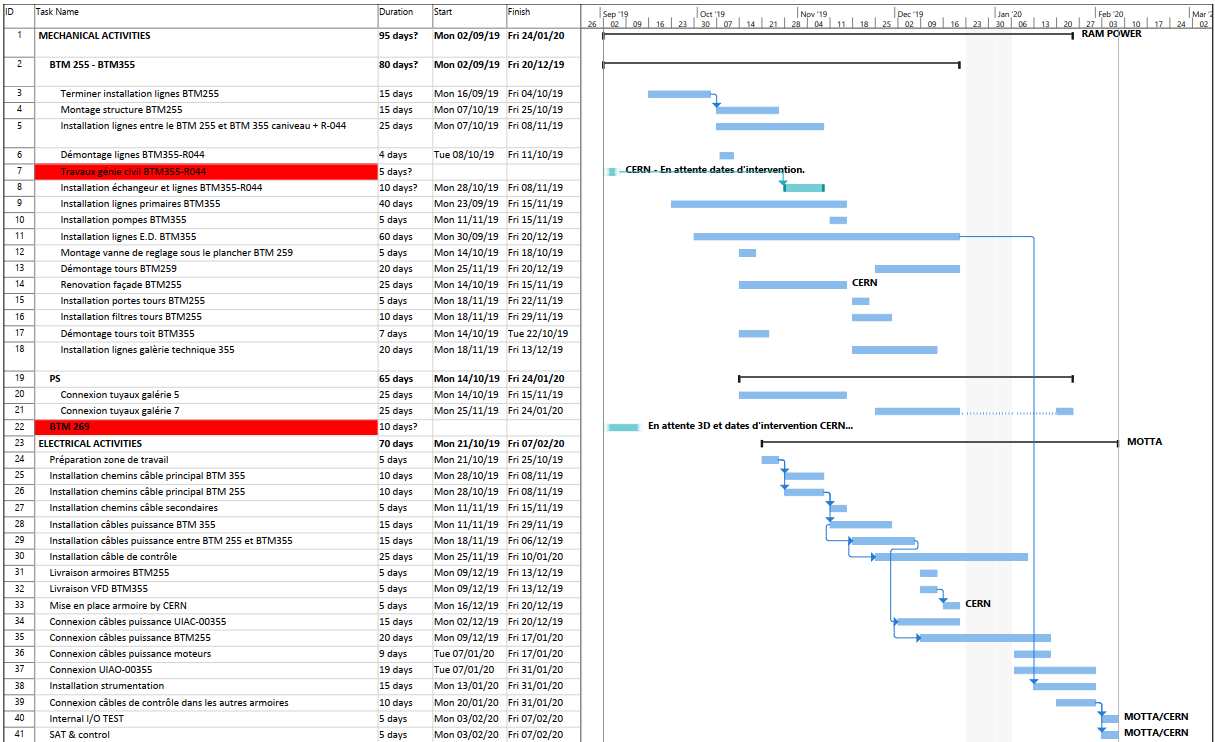 ID Task Name Duration Start Finish Sep '19 Oct '19 Nov '19 Dec '19 Jan '20 Feb '20 Mar '2
26 02 09 16 23 30 07 14 21 28 04 11 18 25 02 09 16 23 30 06 13 20 27 03 10 17 24 02
1 MECHANICAL ACTIVITIES 95 days? Mon 02/09/19 Fri 24/01/20 RAM POWER
2 BTM 255 - BTM355 80 days? Mon 02/09/19 Fri 20/12/19
3 Terminer installation lignes BTM255 15 days Mon 16/09/19 Fri 04/10/19
4 Montage structure BTM255 15 days Mon 07/10/19 Fri 25/10/19
5 Installation lignes entre le BTM 255 et BTM 355 caniveau + R-044 25 days Mon 07/10/19 Fri 08/11/19
6 Démontage lignes BTM355-R044 4 days Tue 08/10/19 Fri 11/10/19
7 Travaux génie civil BTM355-R044 5 days? CERN - En attente dates d'intervention.
8 Installation échangeur et lignes BTM355-R044 10 days? Mon 28/10/19 Fri 08/11/19
9 Installation lignes primaires BTM355 40 days Mon 23/09/19 Fri 15/11/19
10 Installation pompes BTM355 5 days Mon 11/11/19 Fri 15/11/19
11 Installation lignes E.D. BTM355 60 days Mon 30/09/19 Fri 20/12/19
12 Montage vanne de reglage sous le plancher BTM 259 5 days Mon 14/10/19 Fri 18/10/19
13 Démontage tours BTM259 20 days Mon 25/11/19 Fri 20/12/19
14 Renovation façade BTM255 25 days Mon 14/10/19 Fri 15/11/19 CERN
15 Installation portes tours BTM255 5 days Mon 18/11/19 Fri 22/11/19
16 Installation filtres tours BTM255 10 days Mon 18/11/19 Fri 29/11/19
17 Démontage tours toit BTM355 7 days Mon 14/10/19 Tue 22/10/19
18 Installation lignes galèrie technique 355 20 days Mon 18/11/19 Fri 13/12/19
19 PS 65 days Mon 14/10/19 Fri 24/01/20
20 Connexion tuyaux galérie 5 25 days Mon 14/10/19 Fri 15/11/19
21 Connexion tuyaux galérie 7 25 days Mon 25/11/19 Fri 24/01/20
22 BTM 269 10 days? En attente 3D et dates d'intervention CERN...
23 ELECTRICAL ACTIVITIES 70 days Mon 21/10/19 Fri 07/02/20 MOTTA
24 Préparation zone de travail 5 days Mon 21/10/19 Fri 25/10/19
25 Installation chemins câble principal BTM 355 10 days Mon 28/10/19 Fri 08/11/19
26 Installation chemins câble principal BTM 255 10 days Mon 28/10/19 Fri 08/11/19
27 Installation chemins câble secondaires 5 days Mon 11/11/19 Fri 15/11/19
28 Installation câbles puissance BTM 355 15 days Mon 11/11/19 Fri 29/11/19
29 Installation câbles puissance entre BTM 255 et BTM355 15 days Mon 18/11/19 Fri 06/12/19
30 Installation câble de contrôle 25 days Mon 25/11/19 Fri 10/01/20
31 Livraison armoires BTM255 5 days Mon 09/12/19 Fri 13/12/19
32 Livraison VFD BTM355 5 days Mon 09/12/19 Fri 13/12/19
33 Mise en place armoire by CERN 5 days Mon 16/12/19 Fri 20/12/19 CERN
34 Connexion câbles puissance UIAC-00355 15 days Mon 02/12/19 Fri 20/12/19
35 Connexion câbles puissance BTM255 20 days Mon 09/12/19 Fri 17/01/20
36 Connexion câbles puissance moteurs 9 days Tue 07/01/20 Fri 17/01/20
37 Connexion UIAO-00355 19 days Tue 07/01/20 Fri 31/01/20
38 Installation strumentation 15 days Mon 13/01/20 Fri 31/01/20
39 Connexion câbles de contrôle dans les autres armoires 10 days Mon 20/01/20 Fri 31/01/20
40 Internal I/O TEST 5 days Mon 03/02/20 Fri 07/02/20 MOTTA/CERN
41 SAT & control 5 days Mon 03/02/20 Fri 07/02/20 MOTTA/CERN